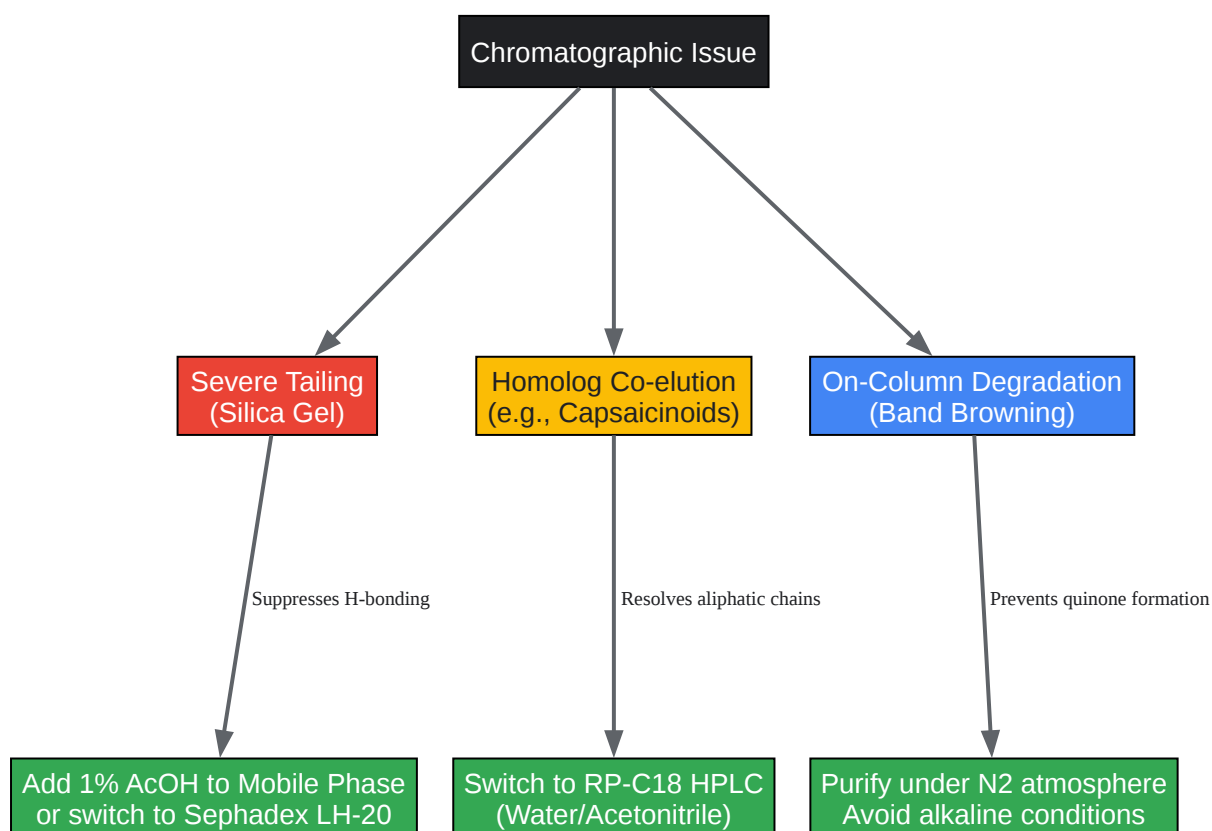 Chromatographic Issue
Severe Tailing
(Silica Gel)
Homolog Co-elution
(e.g., Capsaicinoids)
On-Column Degradation
(Band Browning)
Suppresses H-bonding
Resolves aliphatic chains
Prevents quinone formation
Add 1% AcOH to Mobile Phase
or switch to Sephadex LH-20
Switch to RP-C18 HPLC
(Water/Acetonitrile)
Purify under N2 atmosphere
Avoid alkaline conditions